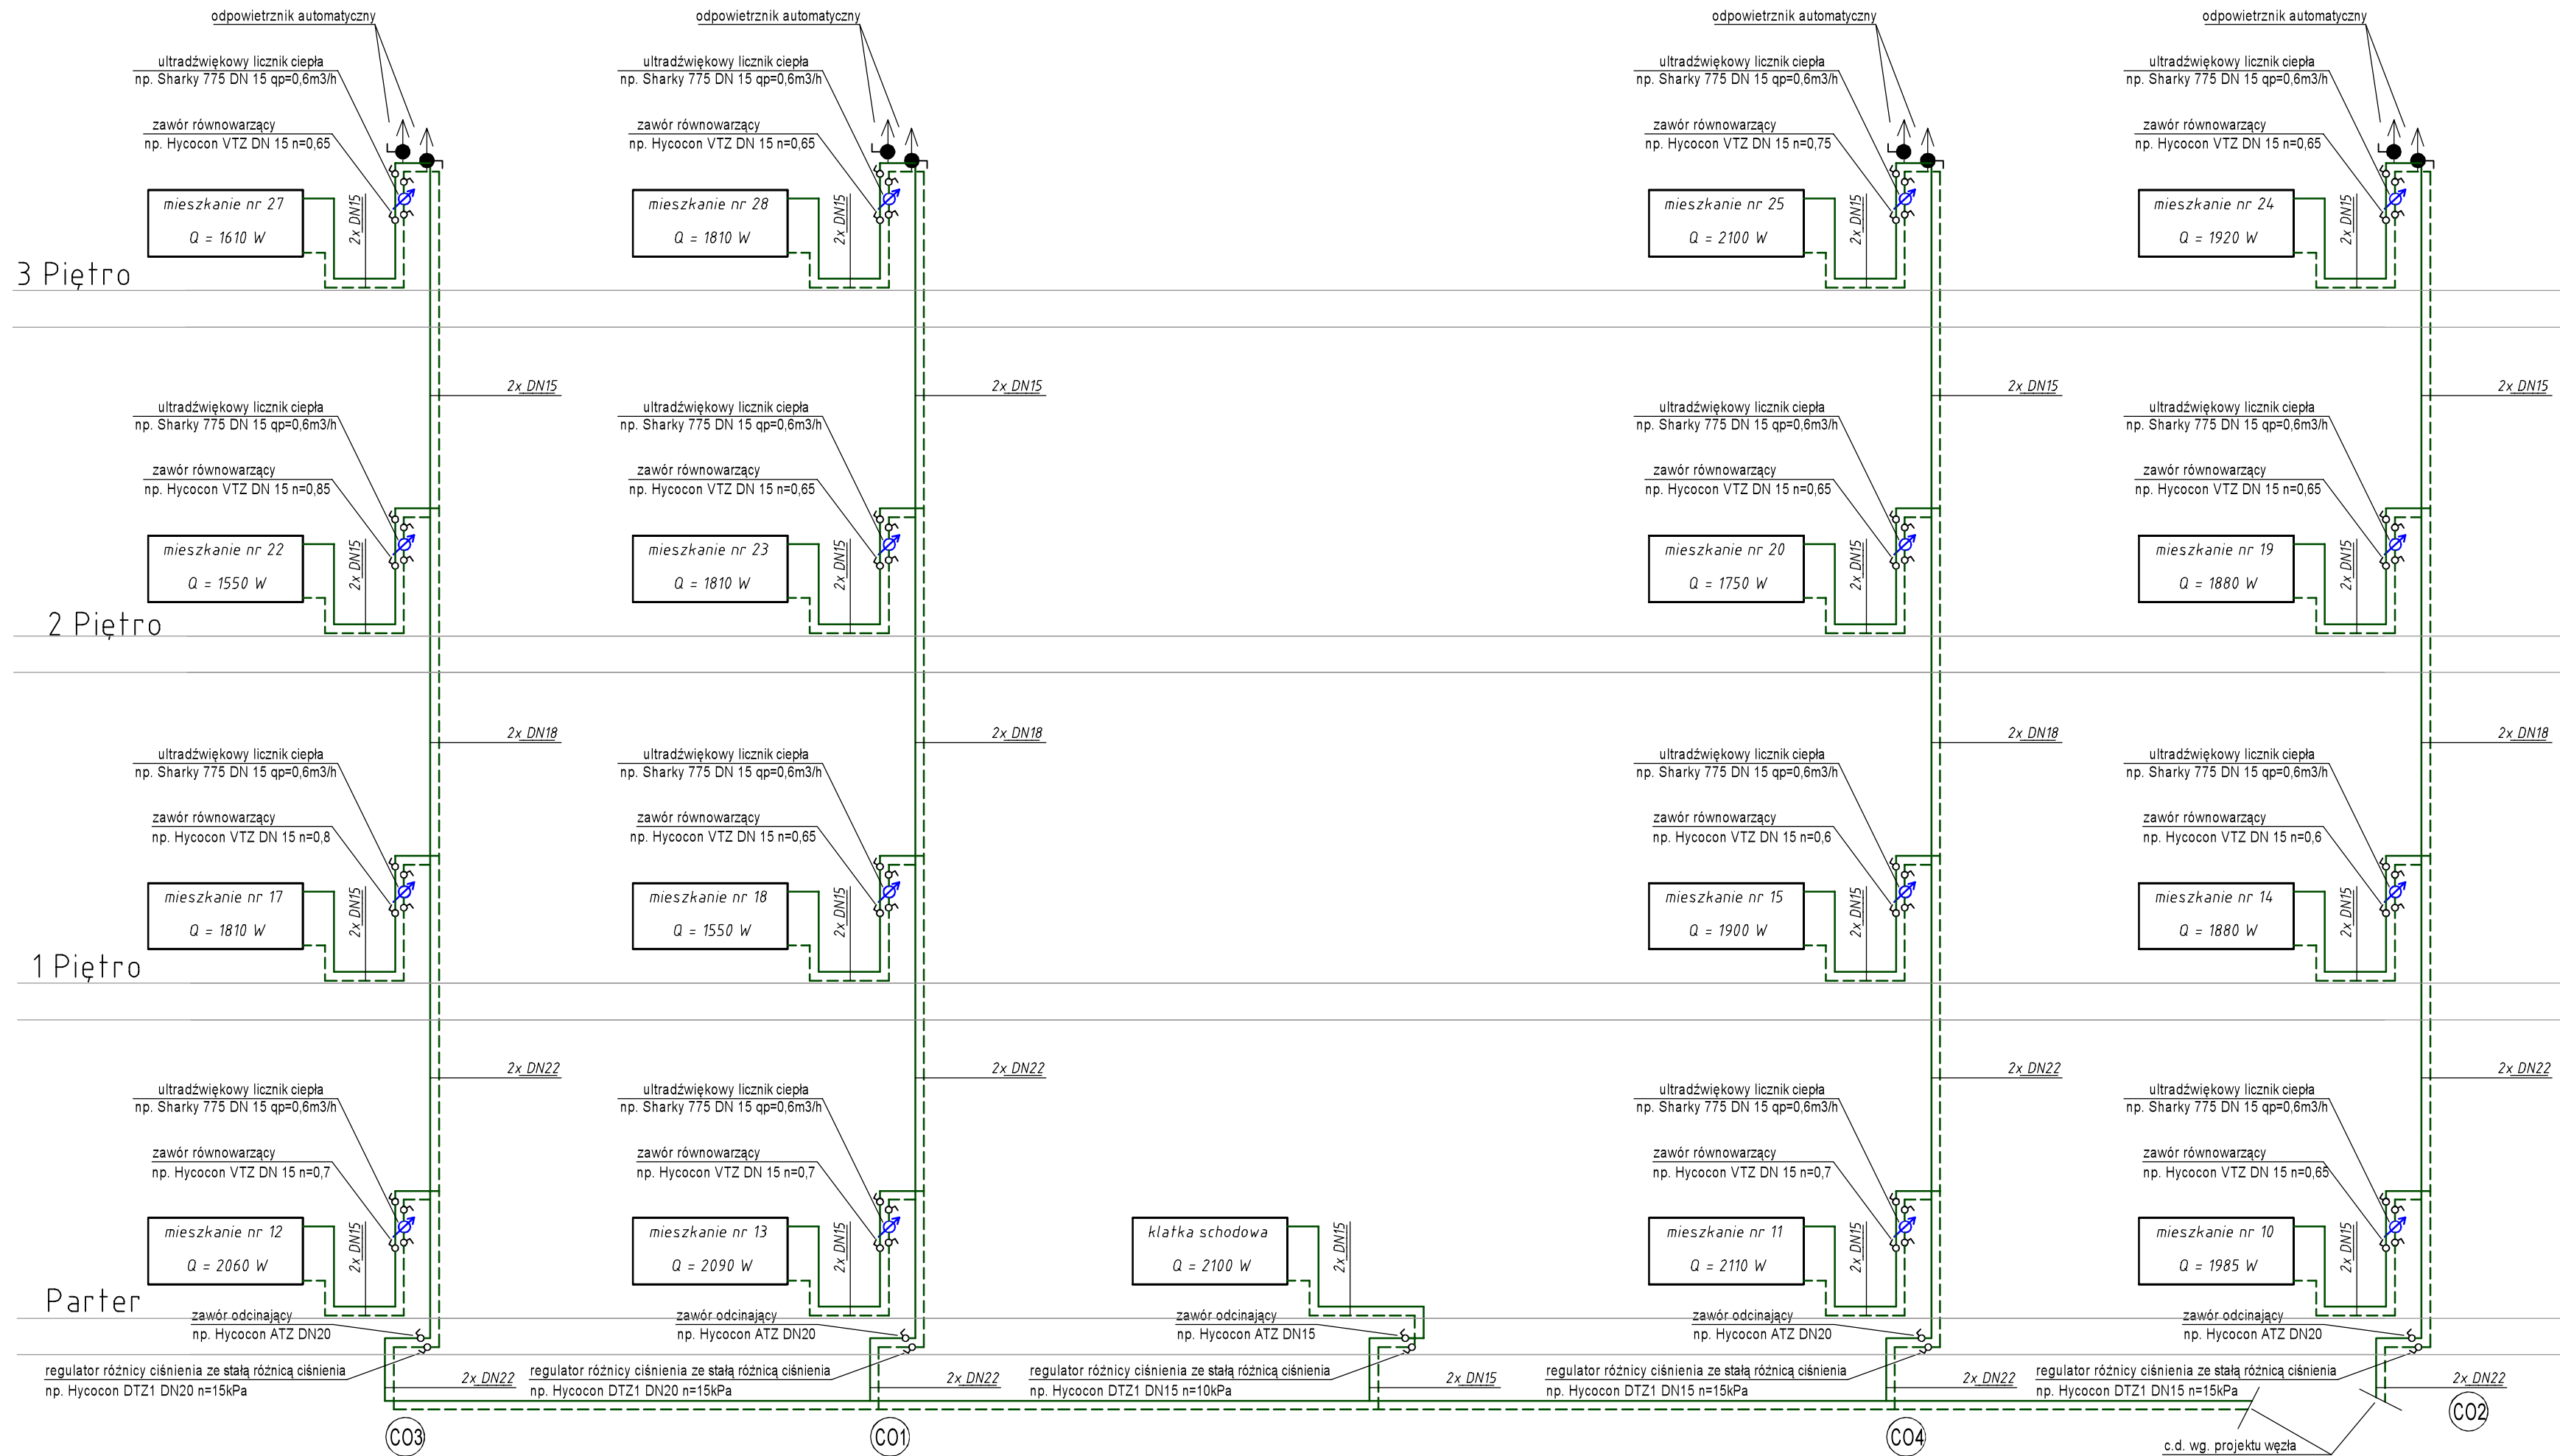 odpowietrznik automatyczny
odpowietrznik automatyczny
odpowietrznik automatyczny
odpowietrznik automatyczny
ultradźwiękowy licznik ciepła
np. Sharky 775 DN 15 qp=0,6m3/h
ultradźwiękowy licznik ciepła
np. Sharky 775 DN 15 qp=0,6m3/h
ultradźwiękowy licznik ciepła
np. Sharky 775 DN 15 qp=0,6m3/h
ultradźwiękowy licznik ciepła
np. Sharky 775 DN 15 qp=0,6m3/h
zawór równowarzący
np. Hycocon VTZ DN 15 n=0,65
zawór równowarzący
np. Hycocon VTZ DN 15 n=0,65
zawór równowarzący
np. Hycocon VTZ DN 15 n=0,75
zawór równowarzący
np. Hycocon VTZ DN 15 n=0,65
mieszkanie nr 27
Q = 1610 W
2x DN15
mieszkanie nr 28
Q = 1810 W
2x DN15
mieszkanie nr 25
Q = 2100 W
2x DN15
mieszkanie nr 24
Q = 1920 W
2x DN15
3 Piętro
2x DN15
2x DN15
2x DN15
2x DN15
ultradźwiękowy licznik ciepła
np. Sharky 775 DN 15 qp=0,6m3/h
ultradźwiękowy licznik ciepła
np. Sharky 775 DN 15 qp=0,6m3/h
ultradźwiękowy licznik ciepła
np. Sharky 775 DN 15 qp=0,6m3/h
ultradźwiękowy licznik ciepła
np. Sharky 775 DN 15 qp=0,6m3/h
zawór równowarzący
np. Hycocon VTZ DN 15 n=0,85
zawór równowarzący
np. Hycocon VTZ DN 15 n=0,65
zawór równowarzący
np. Hycocon VTZ DN 15 n=0,65
zawór równowarzący
np. Hycocon VTZ DN 15 n=0,65
mieszkanie nr 22
Q = 1550 W
2x DN15
mieszkanie nr 23
Q = 1810 W
2x DN15
mieszkanie nr 20
Q = 1750 W
2x DN15
mieszkanie nr 19
Q = 1880 W
2x DN15
2 Piętro
2x DN18
2x DN18
2x DN18
2x DN18
ultradźwiękowy licznik ciepła
np. Sharky 775 DN 15 qp=0,6m3/h
ultradźwiękowy licznik ciepła
np. Sharky 775 DN 15 qp=0,6m3/h
ultradźwiękowy licznik ciepła
np. Sharky 775 DN 15 qp=0,6m3/h
ultradźwiękowy licznik ciepła
np. Sharky 775 DN 15 qp=0,6m3/h
zawór równowarzący
np. Hycocon VTZ DN 15 n=0,8
zawór równowarzący
np. Hycocon VTZ DN 15 n=0,65
zawór równowarzący
np. Hycocon VTZ DN 15 n=0,6
zawór równowarzący
np. Hycocon VTZ DN 15 n=0,6
mieszkanie nr 17
Q = 1810 W
2x DN15
mieszkanie nr 18
Q = 1550 W
2x DN15
mieszkanie nr 15
Q = 1900 W
2x DN15
mieszkanie nr 14
Q = 1880 W
2x DN15
1 Piętro
2x DN22
2x DN22
2x DN22
2x DN22
ultradźwiękowy licznik ciepła
np. Sharky 775 DN 15 qp=0,6m3/h
ultradźwiękowy licznik ciepła
np. Sharky 775 DN 15 qp=0,6m3/h
ultradźwiękowy licznik ciepła
np. Sharky 775 DN 15 qp=0,6m3/h
ultradźwiękowy licznik ciepła
np. Sharky 775 DN 15 qp=0,6m3/h
zawór równowarzący
np. Hycocon VTZ DN 15 n=0,7
zawór równowarzący
np. Hycocon VTZ DN 15 n=0,7
zawór równowarzący
np. Hycocon VTZ DN 15 n=0,7
zawór równowarzący
np. Hycocon VTZ DN 15 n=0,65
mieszkanie nr 12
Q = 2060 W
2x DN15
mieszkanie nr 13
Q = 2090 W
2x DN15
klatka schodowa
Q = 2100 W
2x DN15
mieszkanie nr 11
Q = 2110 W
2x DN15
mieszkanie nr 10
Q = 1985 W
2x DN15
Parter
zawór odcinający
np. Hycocon ATZ DN20
zawór odcinający
np. Hycocon ATZ DN20
zawór odcinający
np. Hycocon ATZ DN15
zawór odcinający
np. Hycocon ATZ DN20
zawór odcinający
np. Hycocon ATZ DN20
regulator różnicy ciśnienia ze stałą różnicą ciśnienia
np. Hycocon DTZ1 DN20 n=15kPa
2x DN22
regulator różnicy ciśnienia ze stałą różnicą ciśnienia
np. Hycocon DTZ1 DN20 n=15kPa
2x DN22
regulator różnicy ciśnienia ze stałą różnicą ciśnienia
np. Hycocon DTZ1 DN15 n=10kPa
2x DN15
regulator różnicy ciśnienia ze stałą różnicą ciśnienia
np. Hycocon DTZ1 DN15 n=15kPa
2x DN22
regulator różnicy ciśnienia ze stałą różnicą ciśnienia
np. Hycocon DTZ1 DN15 n=15kPa
2x DN22
CO3
CO1
CO4
CO2
c.d. wg. projektu węzła